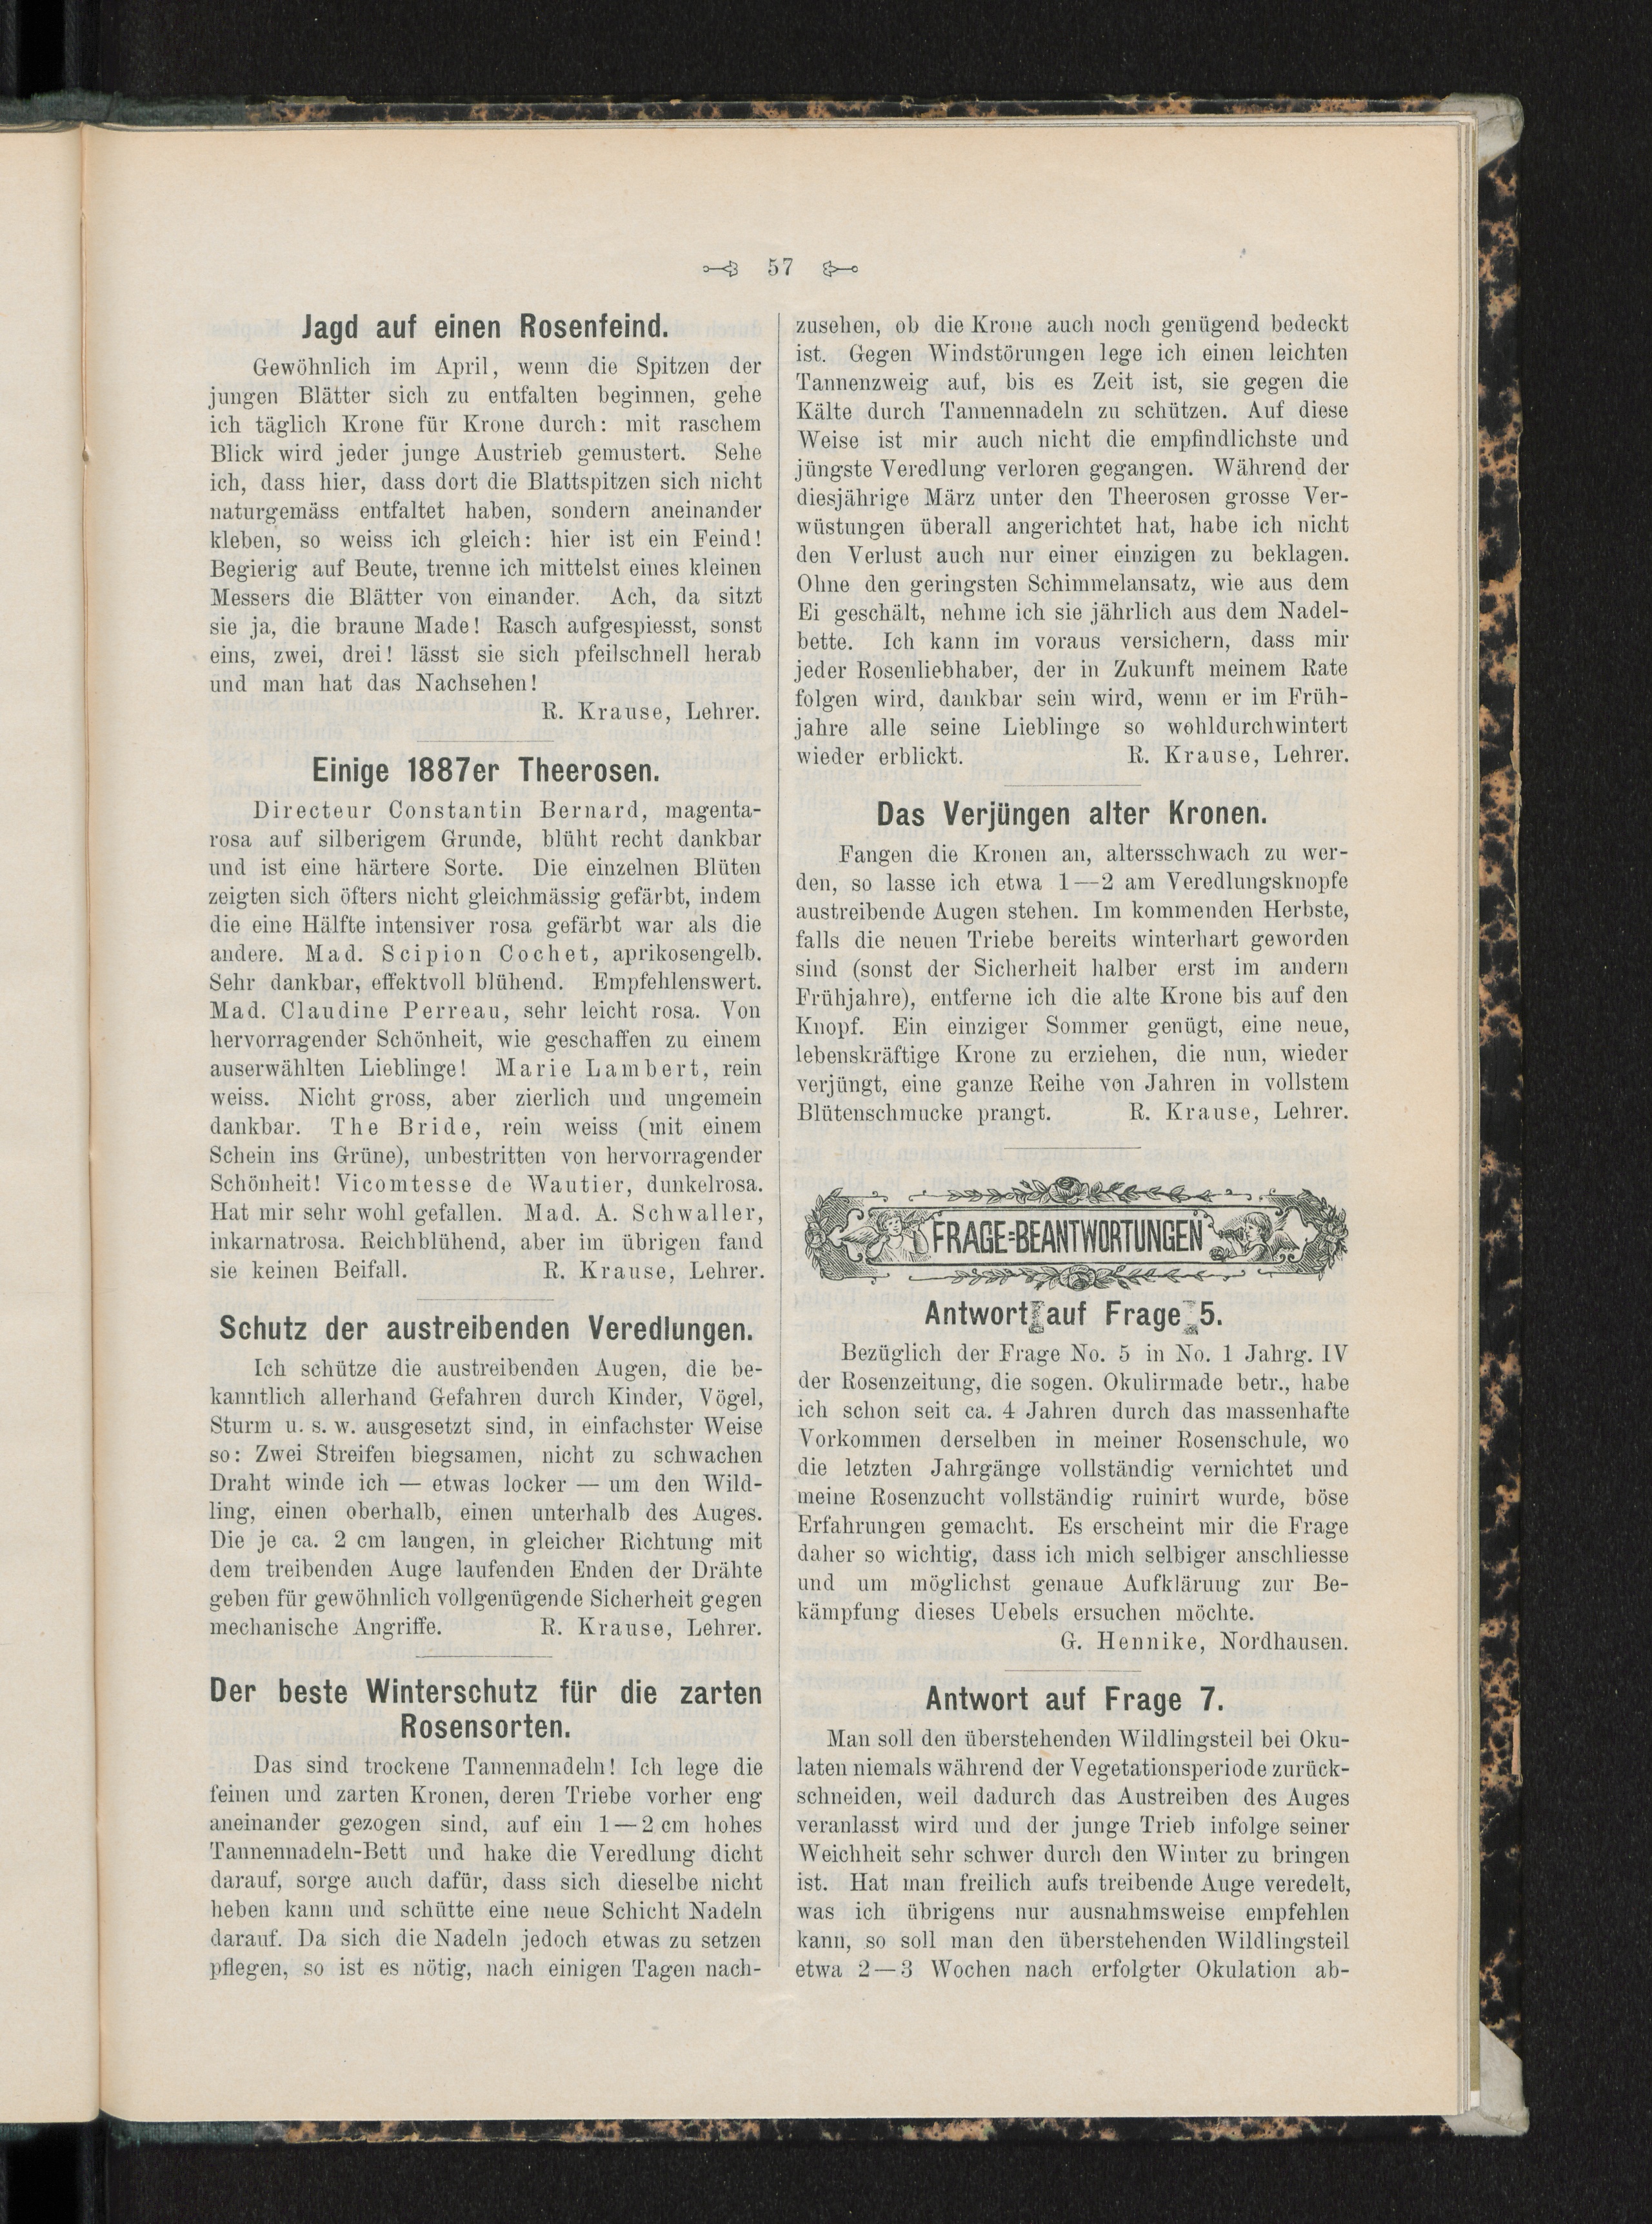 57
Jagd auf einen Rosenfeind.
Gewöhnlich im April, wenn die Spitzen der
jungen Blätter sich zu entfalten beginnen, gehe
ich täglich Krone für Krone durch: mit raschem
Blick wird jeder junge Austrieb gemustert. Sehe
ich, dass hier, dass dort die Blattspitzen sich nicht
naturgemäss entfaltet haben, sondern aneinander
kleben, so weiss ich gleich: hier ist ein Feind!
Begierig auf Beute, trenne ich mittelst eines kleinen
Messers die Blätter von einander. Ach, da sitzt
sie ja, die braune Made! Rasch aufgespiesst, sonst
eins, zwei, drei! lässt sie sich pfeilschnell herab
und man hat das Nachsehen!
R. Krause, Lehrer.
Einige 1887er Theerosen.
Directeur Constantin Bernard, magenta-
rosa auf silberigem Grunde, blüht recht dankbar
und ist eine härtere Sorte. Die einzelnen Blüten
zeigten sich öfters nicht gleichmässig gefärbt, indem
die eine Hälfte intensiver rosa gefärbt war als die
andere. Mad. Scipion Cochet, aprikosengelb.
Sehr dankbar, effektvoll blühend. Empfehlenswert.
Mad. Claudine Perreau, sehr leicht rosa. Von
hervorragender Schönheit, wie geschaffen zu einem
auserwählten Lieblinge! Marie Lambert, rein
weiss. Nicht gross, aber zierlich und ungemein
dankbar. The Bride, rein weiss (mit einem
Schein ins Grüne), unbestritten von hervorragender
Schönheit! Vicomtesse de Wautier, dunkelrosa.
Hat mir sehr wohl gefallen. Mad. A. Schwaller,
inkarnatrosa. Reichblühend, aber im übrigen fand
sie keinen Beifall. R. Krause, Lehrer.
Schutz der austreibenden Veredlungen.
Ich schütze die austreibenden Augen, die be-
kanntlich allerhand Gefahren durch Kinder, Vögel,
Sturm u. s. w. ausgesetzt sind, in einfachster Weise
so: Zwei Streifen biegsamen, nicht zu schwachen
Draht winde ich — etwas locker — um den Wild-
ling, einen oberhalb, einen unterhalb des Auges.
Die je ca. 2 cm langen, in gleicher Richtung mit
dem treibenden Auge laufenden Enden der Drähte
geben für gewöhnlich vollgenügende Sicherheit gegen
mechanische Angriffe. R. Krause, Lehrer.
Der beste Winterschutz für die zarten
Rosensorten.
Das sind trockene Tannennadeln! Ich lege die
feinen und zarten Kronen, deren Triebe vorher eng
aneinander gezogen sind, auf ein 1—2 cm hohes
Tannennadeln-Bett und hake die Veredlung dicht
darauf, sorge auch dafür, dass sich dieselbe nicht
heben kann und schütte eine neue Schicht Nadeln
darauf. Da sich die Nadeln jedoch etwas zu setzen
pflegen, so ist es nötig, nach einigen Tagen nach-
zusehen, ob die Krone auch noch genügend bedeckt
ist. Gegen Windstörungen lege ich einen leichten
Tannenzweig auf, bis es Zeit ist, sie gegen die
Kälte durch Tannennadeln zu schützen. Auf diese
Weise ist mir auch nicht die empfindlichste und
jüngste Veredlung verloren gegangen. Während der
diesjährige März unter den Theerosen grosse Ver-
wüstungen überall angerichtet hat, habe ich nicht
den Verlust auch nur einer einzigen zu beklagen.
Ohne den geringsten Schimmelansatz, wie aus dem
Ei geschält, nehme ich sie jährlich aus dem Nadel-
bette. Ich kann im voraus versichern, dass mir
jeder Rosenliebhaber, der in Zukunft meinem Rate
folgen wird, dankbar sein wird, wenn er im Früh-
jahre alle seine Lieblinge so wohldurchwintert
wieder erblickt. R. Krause, Lehrer.
Das Verjüngen alter Kronen.
Fangen die Kronen an, altersschwach zu wer-
den, so lasse ich etwa 1—2 am Veredlungsknopfe
austreibende Augen stehen. Im kommenden Herbste,
falls die neuen Triebe bereits winterhart geworden
sind (sonst der Sicherheit halber erst im andern
Frühjahre), entferne ich die alte Krone bis auf den
Knopf. Ein einziger Sommer genügt, eine neue,
lebenskräftige Krone zu erziehen, die nun, wieder
verjüngt, eine ganze Reihe von Jahren in vollstem
Blütenschmucke prangt. R. Krause, Lehrer.
FRAGE=BEANTWORTUNGEN
Antwort auf Frage 5.
Bezüglich der Frage No. 5 in No. 1 Jahrg. IV
der Rosenzeitung, die sogen. Okulirmade betr., habe
ich schon seit ca. 4 Jahren durch das massenhafte
Vorkommen derselben in meiner Rosenschule, wo
die letzten Jahrgänge vollständig vernichtet und
meine Rosenzucht vollständig ruinirt wurde, böse
Erfahrungen gemacht. Es erscheint mir die Frage
daher so wichtig, dass ich mich selbiger anschliesse
und um möglichst genaue Aufklärung zur Be-
kämpfung dieses Uebels ersuchen möchte.
G. Hennike, Nordhausen.
Antwort auf Frage 7.
Man soll den überstehenden Wildlingsteil bei Oku-
laten niemals während der Vegetationsperiode zurück-
schneiden, weil dadurch das Austreiben des Auges
veranlasst wird und der junge Trieb infolge seiner
Weichheit sehr schwer durch den Winter zu bringen
ist. Hat man freilich aufs treibende Auge veredelt,
was ich übrigens nur ausnahmsweise empfehlen
kann, so soll man den überstehenden Wildlingsteil
etwa 2—3 Wochen nach erfolgter Okulation ab-